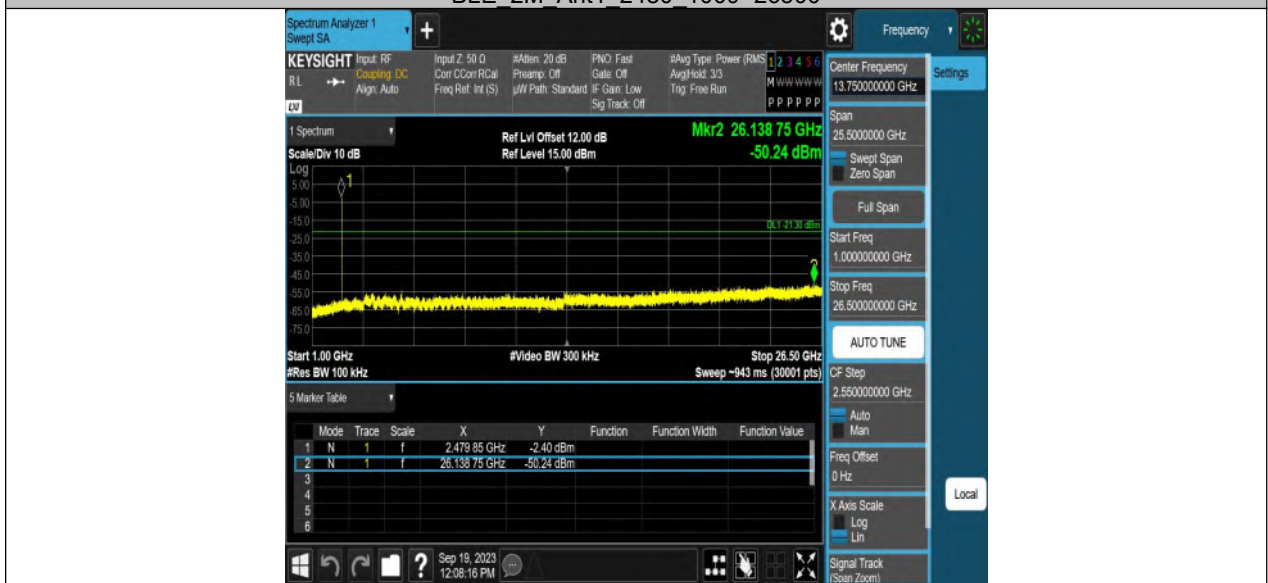 BLE_2M_Ant1_2480_1000~26500
Spectrum Analyzer 1
Swept SA
+
Frequency
KEYSIGHT
Input: RF
Coupling: DC
Align: Auto
Input Z: 50 Ω
Corr CCorr RCal
Freq Ref: Int (S)
#Atten: 20 dB
Preamp: Off
µW Path: Standard
PNO: Fast
Gate: Off
IF Gain: Low
Sig Track: Off
#Avg Type: Power (RMS
Avg|Hold: 3/3
Trig: Free Run
1 2 3 4 5 6
M W W W W W
P P P P P P
RL
LXI
Center Frequency
13.750000000 GHz
Settings
Span
25.5000000 GHz
Swept Span
Zero Span
Full Span
Start Freq
1.000000000 GHz
Stop Freq
26.500000000 GHz
AUTO TUNE
CF Step
2.550000000 GHz
Auto
Man
Freq Offset
0 Hz
X Axis Scale
Log
Lin
Signal Track
(Span Zoom)
Local
1 Spectrum
Scale/Div 10 dB
Ref Lvl Offset 12.00 dB
Ref Level 15.00 dBm
Mkr2 26.138 75 GHz
-50.24 dBm
Log
5.00
-5.00
-15.0
-25.0
-35.0
-45.0
-55.0
-65.0
-75.0
1
DL1 -21.30 dBm
2
Start 1.00 GHz
#Video BW 300 kHz
Stop 26.50 GHz
#Res BW 100 kHz
Sweep ~943 ms (30001 pts)
5 Marker Table
Mode Trace Scale X Y Function Function Width Function Value
1 N 1 f 2.479 85 GHz -2.40 dBm
2 N 1 f 26.138 75 GHz -50.24 dBm
3
4
5
6
?
Sep 19, 2023
12:08:16 PM